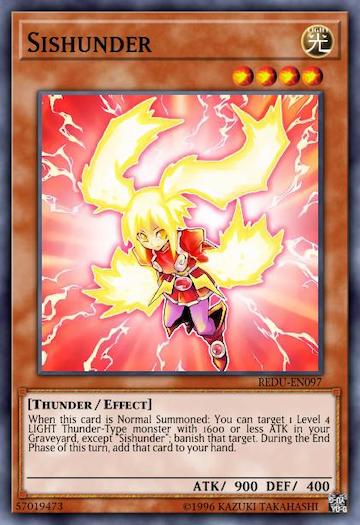 SISHUNDER
LIGHT
光
REDU-EN097
[THUNDER / EFFECT]
When this card is Normal Summoned: You can target 1 Level 4
LIGHT Thunder-Type monster with 1600 or less ATK in your
Graveyard, except "Sishunder"; banish that target. During the End
Phase of this turn, add that card to your hand.
ATK/ 900 DEF/ 400
57019473
©1996 KAZUKI TAKAHASHI